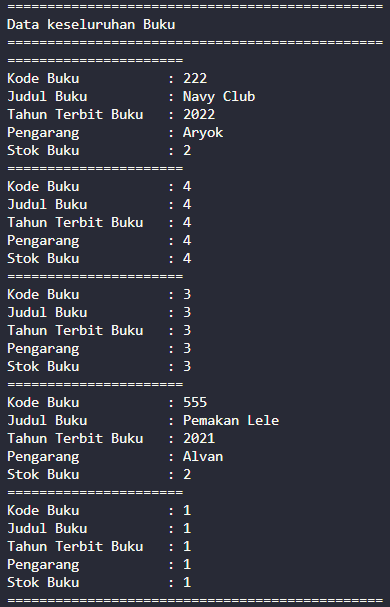 ===============================================
Data keseluruhan Buku
===============================================
======================
Kode Buku           : 222
Judul Buku          : Navy Club
Tahun Terbit Buku   : 2022
Pengarang           : Aryok
Stok Buku           : 2
======================
Kode Buku           : 4
Judul Buku          : 4
Tahun Terbit Buku   : 4
Pengarang           : 4
Stok Buku           : 4
======================
Kode Buku           : 3
Judul Buku          : 3
Tahun Terbit Buku   : 3
Pengarang           : 3
Stok Buku           : 3
======================
Kode Buku           : 555
Judul Buku          : Pemakan Lele
Tahun Terbit Buku   : 2021
Pengarang           : Alvan
Stok Buku           : 2
======================
Kode Buku           : 1
Judul Buku          : 1
Tahun Terbit Buku   : 1
Pengarang           : 1
Stok Buku           : 1
===============================================